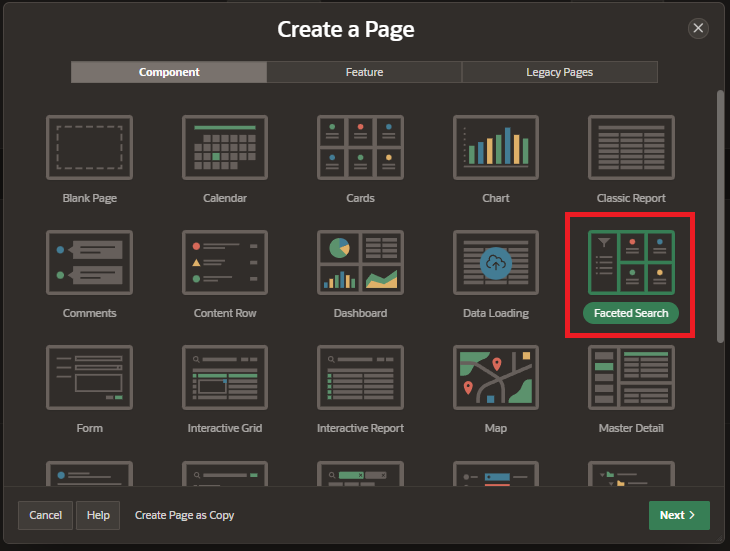 Create a Page
Component
Feature
Legacy Pages
Blank Page
Calendar
Cards
Chart
Classic Report
Comments
Content Row
Dashboard
Data Loading
Faceted Search
Form
Interactive Grid
Interactive Report
Map
Master Detail
Cancel
Help
Create Page as Copy
Next